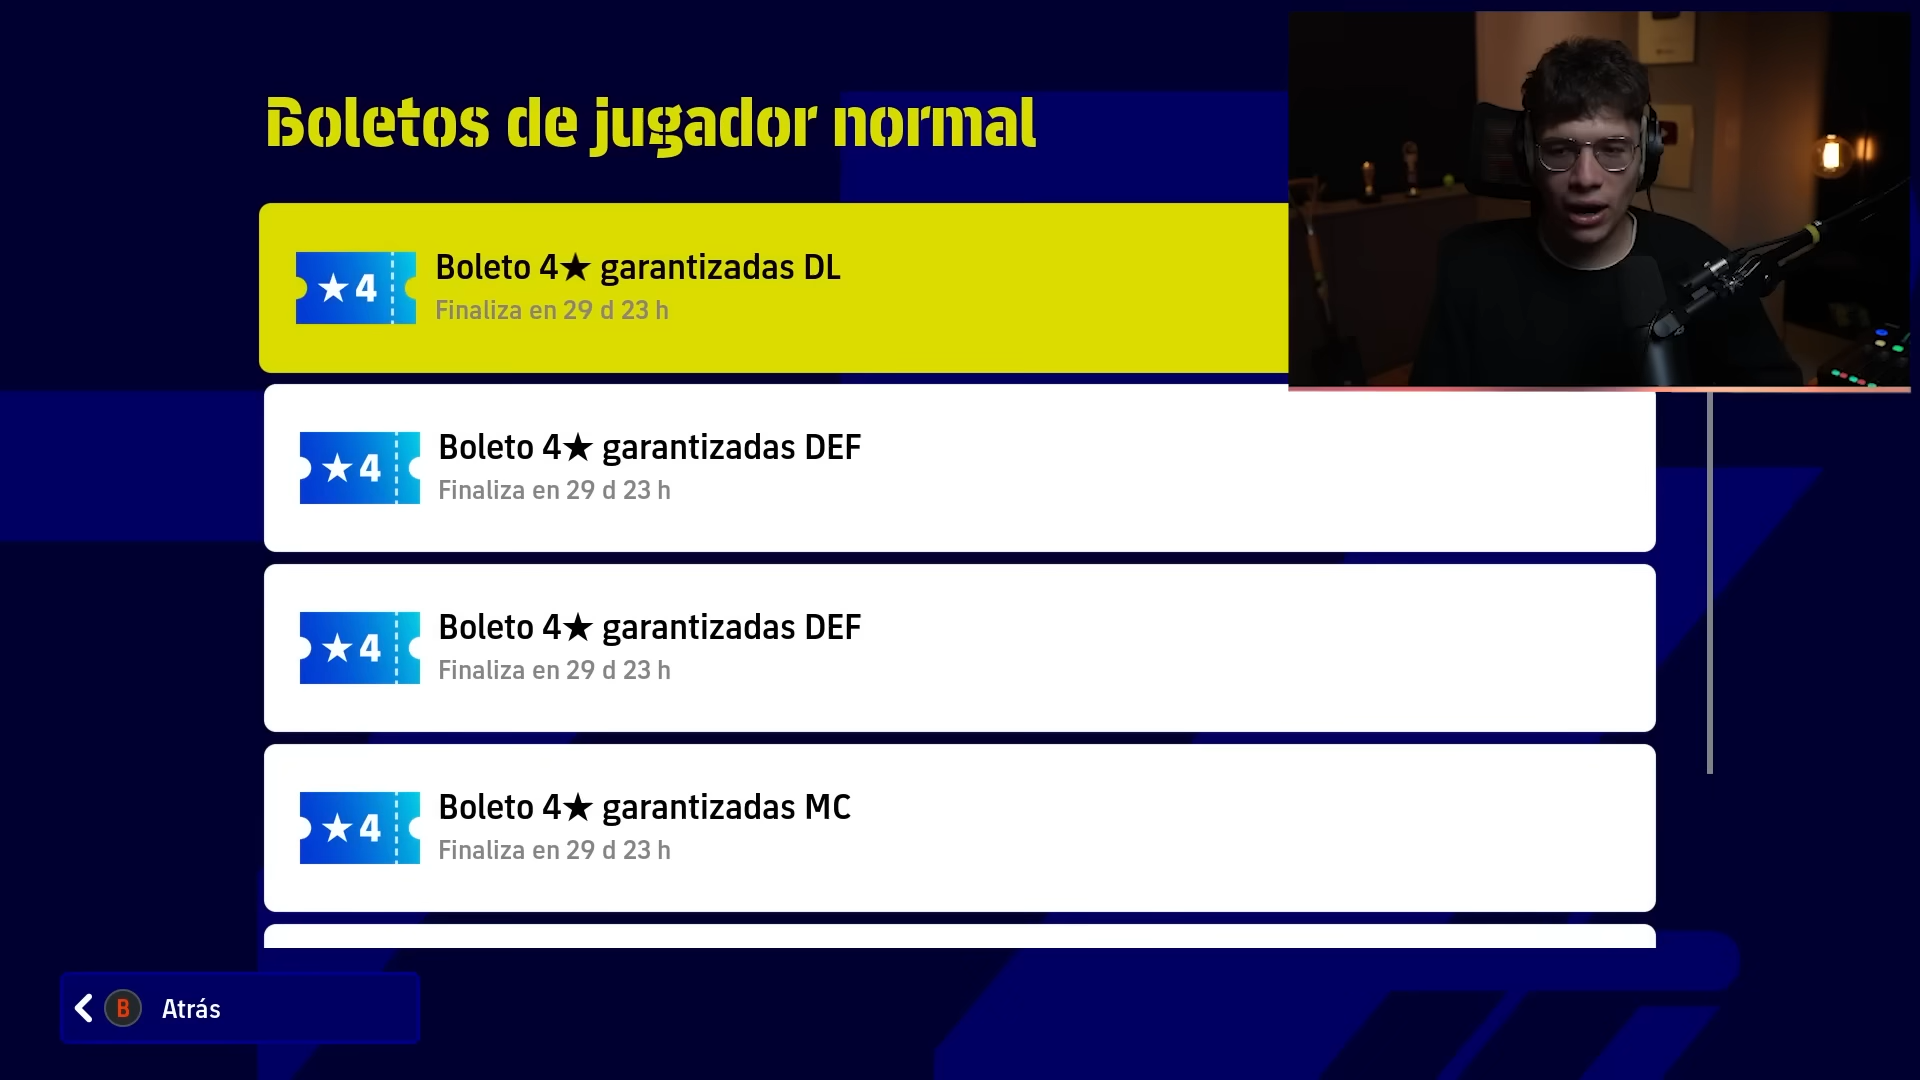 Boletos de jugador normal
★4
Boleto 4★ garantizadas DL
Finaliza en 29 d 23 h
★4
Boleto 4★ garantizadas DEF
Finaliza en 29 d 23 h
★4
Boleto 4★ garantizadas DEF
Finaliza en 29 d 23 h
★4
Boleto 4★ garantizadas MC
Finaliza en 29 d 23 h
B Atrás